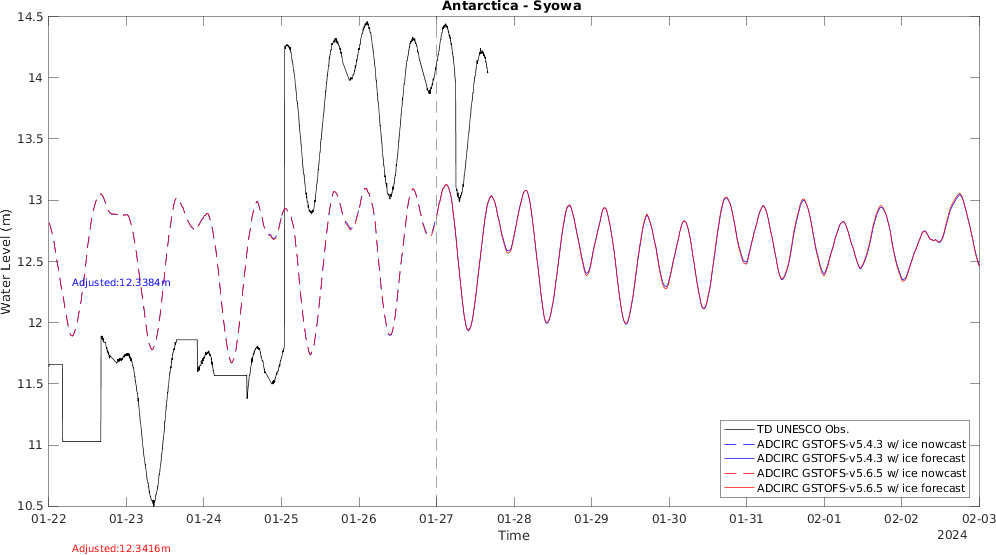 Antarctica - Syowa
14.5
14
13.5
13
12.5
12
11.5
11
10.5
Water Level (m)
Adjusted:12.3384m
TD UNESCO Obs.
ADCIRC GSTOFS-v5.4.3 w/ ice nowcast
ADCIRC GSTOFS-v5.4.3 w/ ice forecast
ADCIRC GSTOFS-v5.6.5 w/ ice nowcast
ADCIRC GSTOFS-v5.6.5 w/ ice forecast
01-22 01-23 01-24 01-25 01-26 01-27 01-28 01-29 01-30 01-31 02-01 02-02 02-03
Time
2024
Adjusted:12.3416m